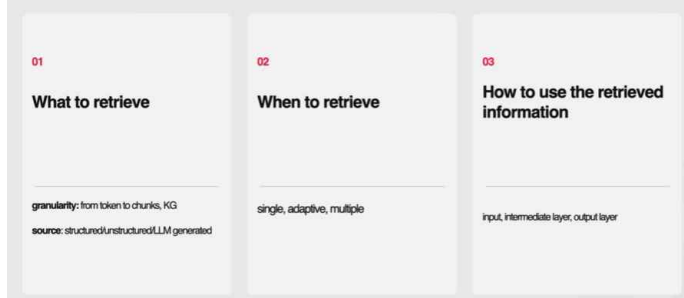 01
What to retrieve
granularity: from token to chunks, KG
source: structured/unstructured/LLM generated
02
When to retrieve
single, adaptive, multiple
03
How to use the retrieved
information
input, intermediate layer, output layer